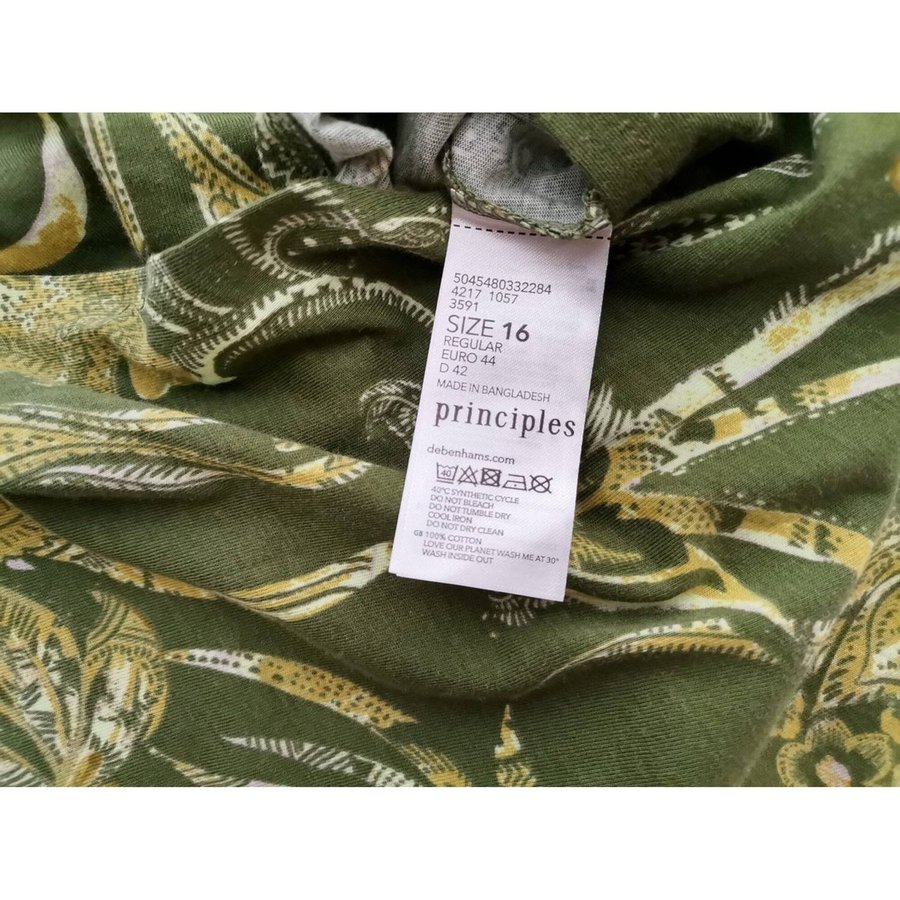 5045480332284
4217 1057
3591
SIZE 16
REGULAR
EURO 44
D 42
MADE IN BANGLADESH
principles
debenhams.com
40
40°C SYNTHETIC CYCLE
DO NOT BLEACH
DO NOT TUMBLE DRY
COOL IRON
DO NOT DRY CLEAN
GB 100% COTTON
LOVE OUR PLANET WASH ME AT 30°
WASH INSIDE OUT